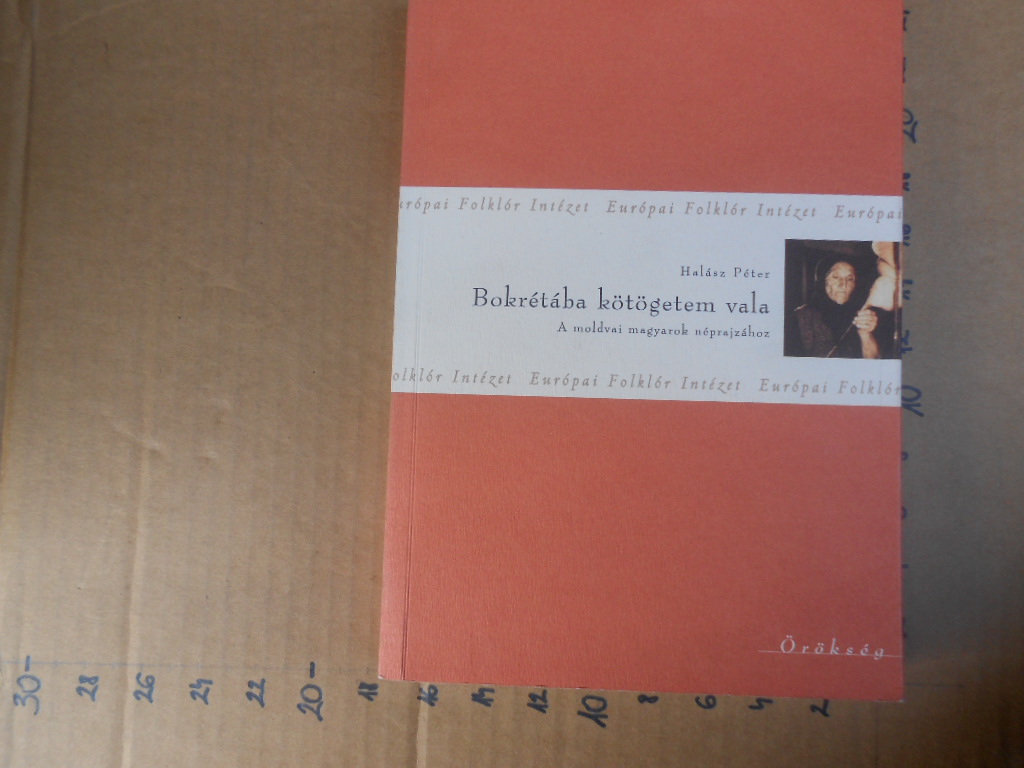 urópai Folklór Intézet Európai Folklór Intézet Európai
Halász Péter
Bokrétába kötögetem vala
A moldvai magyarok néprajzához
olklór Intézet Európai Folklór Intézet Európai Folklór
Örökség
30 28 26 24 22 20 18 16 14 12 10 8 6 4 2
20
10